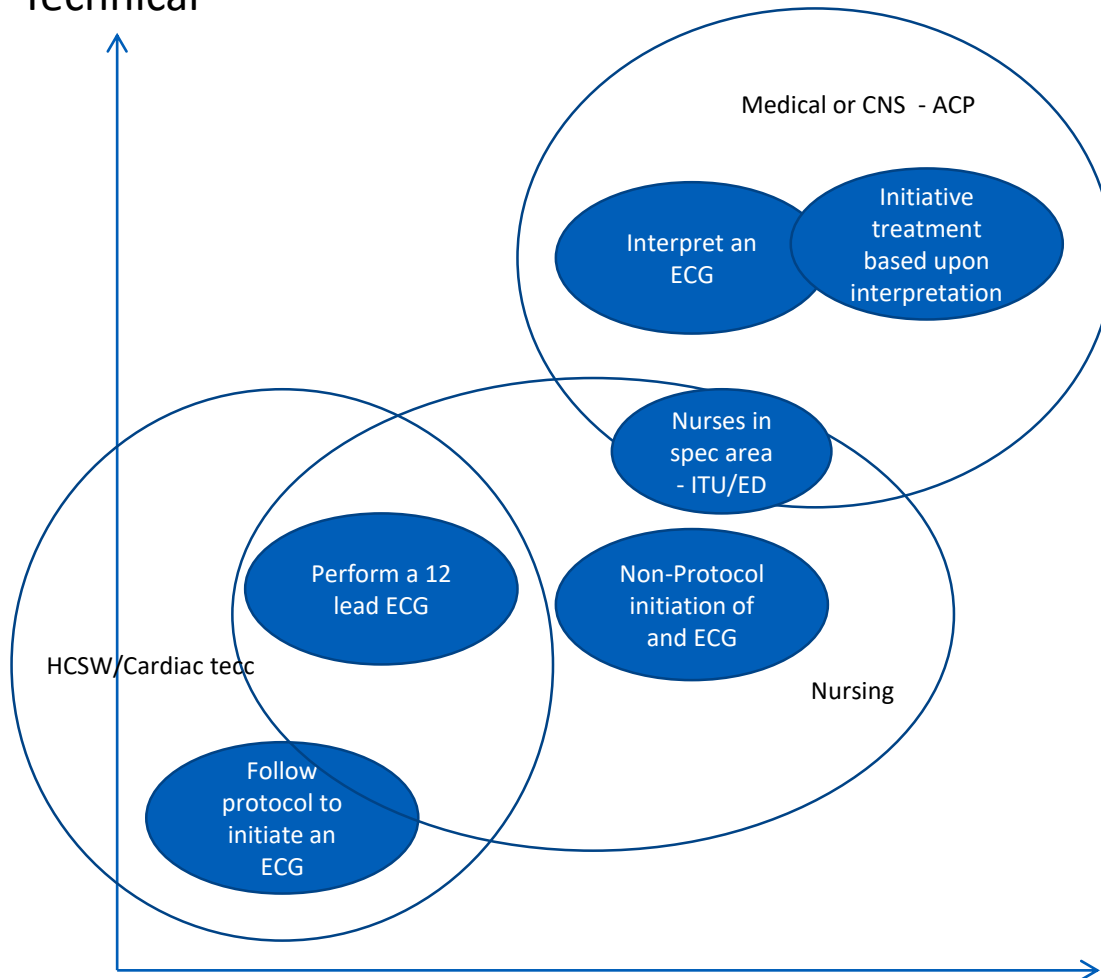 Technical
Medical or CNS - ACP
Interpret an
ECG
Initiative
treatment
based upon
interpretation
Nurses in
spec area
- ITU/ED
Perform a 12
lead ECG
Non-Protocol
initiation of
and ECG
HCSW/Cardiac tecc
Nursing
Follow
protocol to
initiate an
ECG